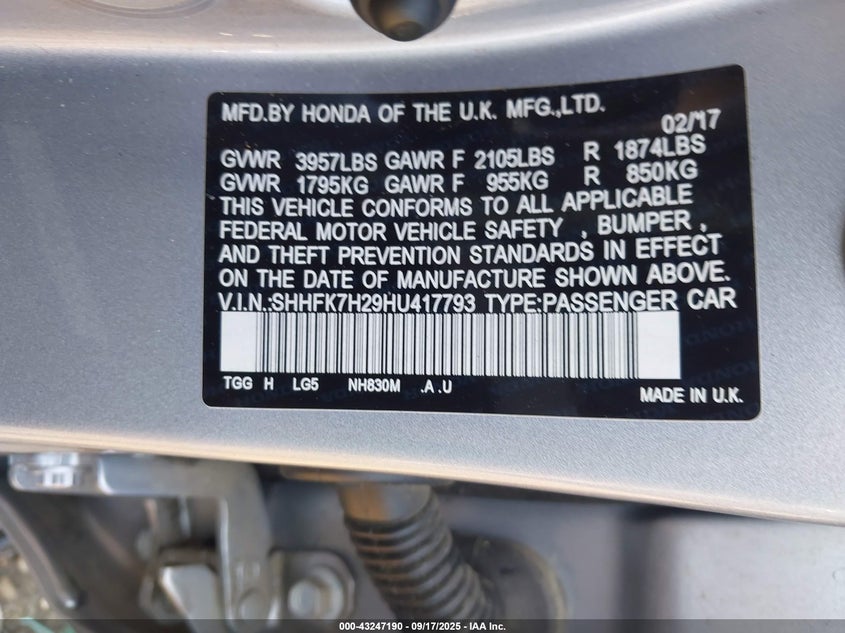 MFD.BY HONDA OF THE U.K. MFG.,LTD.
02/'17
GVWR 3957LBS GAWR F 2105LBS R 1874LBS
GVWR 1795KG GAWR F 955KG R 850KG
THIS VEHICLE CONFORMS TO ALL APPLICABLE
FEDERAL MOTOR VEHICLE SAFETY , BUMPER ,
AND THEFT PREVENTION STANDARDS IN EFFECT
ON THE DATE OF MANUFACTURE SHOWN ABOVE.
V.I.N.:SHHFK7H29HU417793 TYPE:PASSENGER CAR
TGG H LG5 NH830M .A .U
MADE IN U.K.
000-43247190 - 09/17/2025 - IAA Inc.